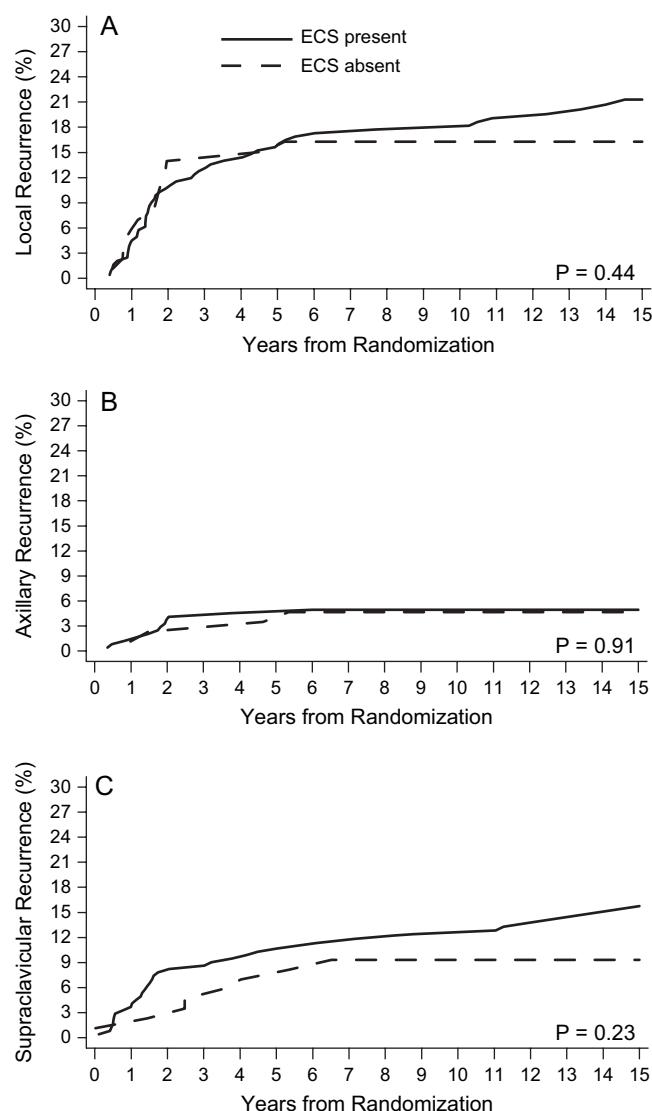 A
ECS present
ECS absent
Local Recurrence (%)
30
27
24
21
18
15
12
9
6
3
0
P = 0.44
0 1 2 3 4 5 6 7 8 9 10 11 12 13 14 15
Years from Randomization
B
Axillary Recurrence (%)
30
27
24
21
18
15
12
9
6
3
0
P = 0.91
0 1 2 3 4 5 6 7 8 9 10 11 12 13 14 15
Years from Randomization
C
Supraclavicular Recurrence (%)
30
27
24
21
18
15
12
9
6
3
0
P = 0.23
0 1 2 3 4 5 6 7 8 9 10 11 12 13 14 15
Years from Randomization